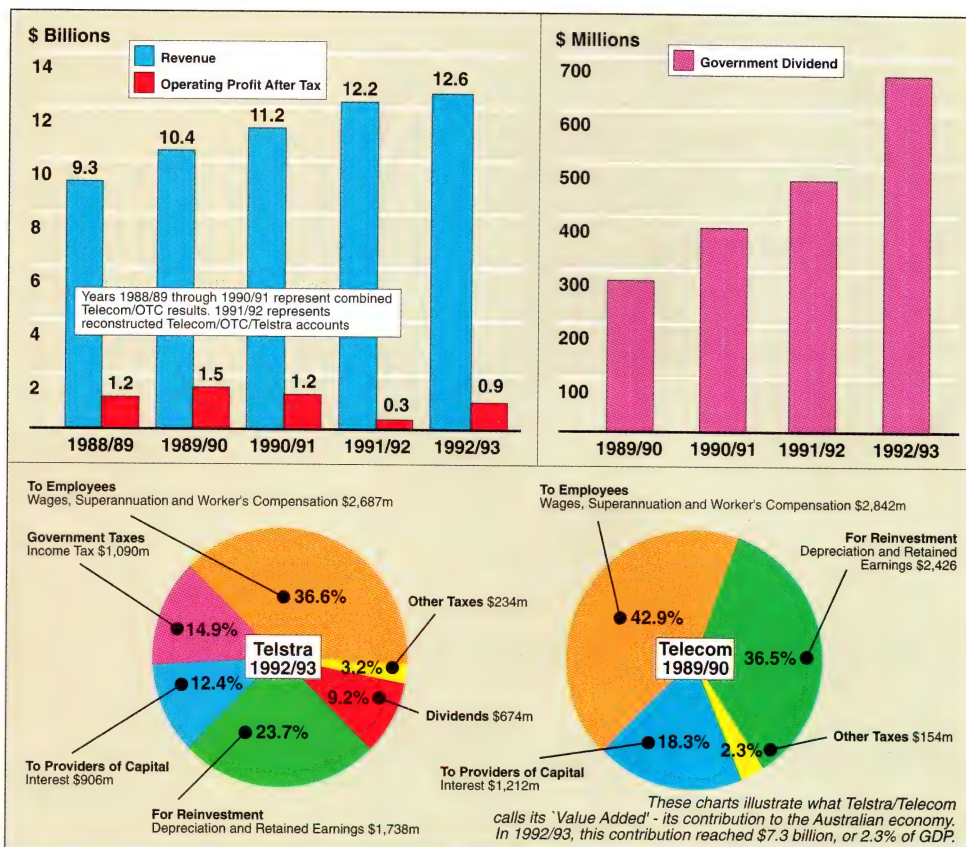 $ Billions
Revenue
Operating Profit After Tax
14
12
10
8
6
4
2
9.3
10.4
11.2
12.2
12.6
Years 1988/89 through 1990/91 represent combined
Telecom/OTC results. 1991/92 represents
reconstructed Telecom/OTC/Telstra accounts
1.2
1.5
1.2
0.3
0.9
1988/89
1989/90
1990/91
1991/92
1992/93
$ Millions
Government Dividend
700
600
500
400
300
200
100
1989/90
1990/91
1991/92
1992/93
To Employees
Wages, Superannuation and Worker's Compensation $2,687m
Government Taxes
Income Tax $1,090m
36.6%
Other Taxes $234m
14.9%
Telstra
1992/93
3.2%
12.4%
9.2%
Dividends $674m
23.7%
To Providers of Capital
Interest $906m
For Reinvestment
Depreciation and Retained Earnings $1,738m
To Employees
Wages, Superannuation and Worker's Compensation $2,842m
For Reinvestment
Depreciation and Retained
Earnings $2,426
42.9%
Telecom
1989/90
36.5%
18.3%
2.3%
Other Taxes $154m
To Providers of Capital
Interest $1,212m
These charts illustrate what Telstra/Telecom
calls its `Value Added' - its contribution to the Australian economy.
In 1992/93, this contribution reached $7.3 billion, or 2.3% of GDP.